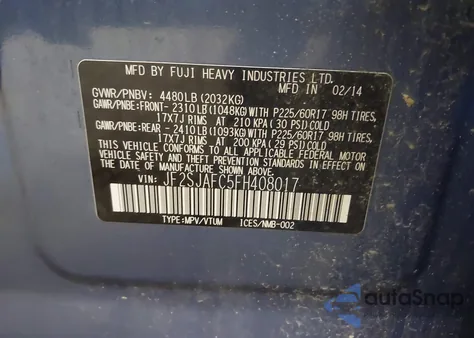 MFD BY FUJI HEAVY INDUSTRIES LTD. IN 02/14
GVWR/PNBV: 4480LB (2032KG)
GAWR/PNBE: FRONT- 2310LB (1048KG) WITH P225/60R17 98H TIRES,
17X7J RIMS AT 210 KPA (30 PSI) COLD
GAWR/PNBE: REAR -2410LB (1093KG) WITH P225/60R17 98H TIRES,
17X7J RIMS AT 200 KPA (29 PSI) COLD
THIS VEHICLE CONFORMS TO ALL APPLICABLE
FEDERAL MOTOR VEHICLE SAFETY, BUMPER, AND
THEFT PREVENTION STANDARDS IN EFFECT ON THE
DATE OF MANUFACTURE SHOWN ABOVE.
VIN: JF2SJAFC5FH408017
TYPE: MPV/VTUM ICES/NMB-002
autoSnap